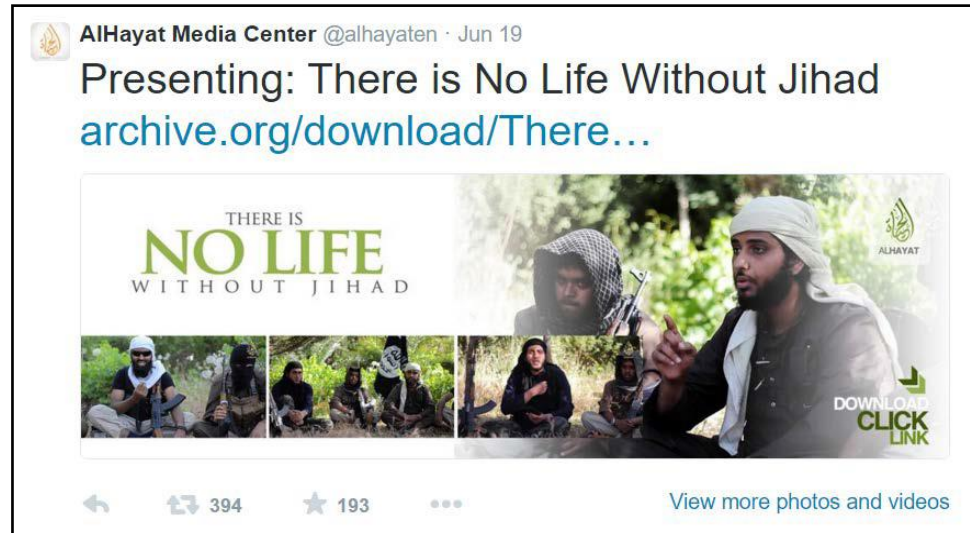 AlHayat Media Center @alhayaten · Jun 19
Presenting: There is No Life Without Jihad
archive.org/download/There…
THERE IS
NO LIFE
WITHOUT JIHAD
ALHAYAT
DOWNLOAD
CLICK
LINK
394
193
View more photos and videos